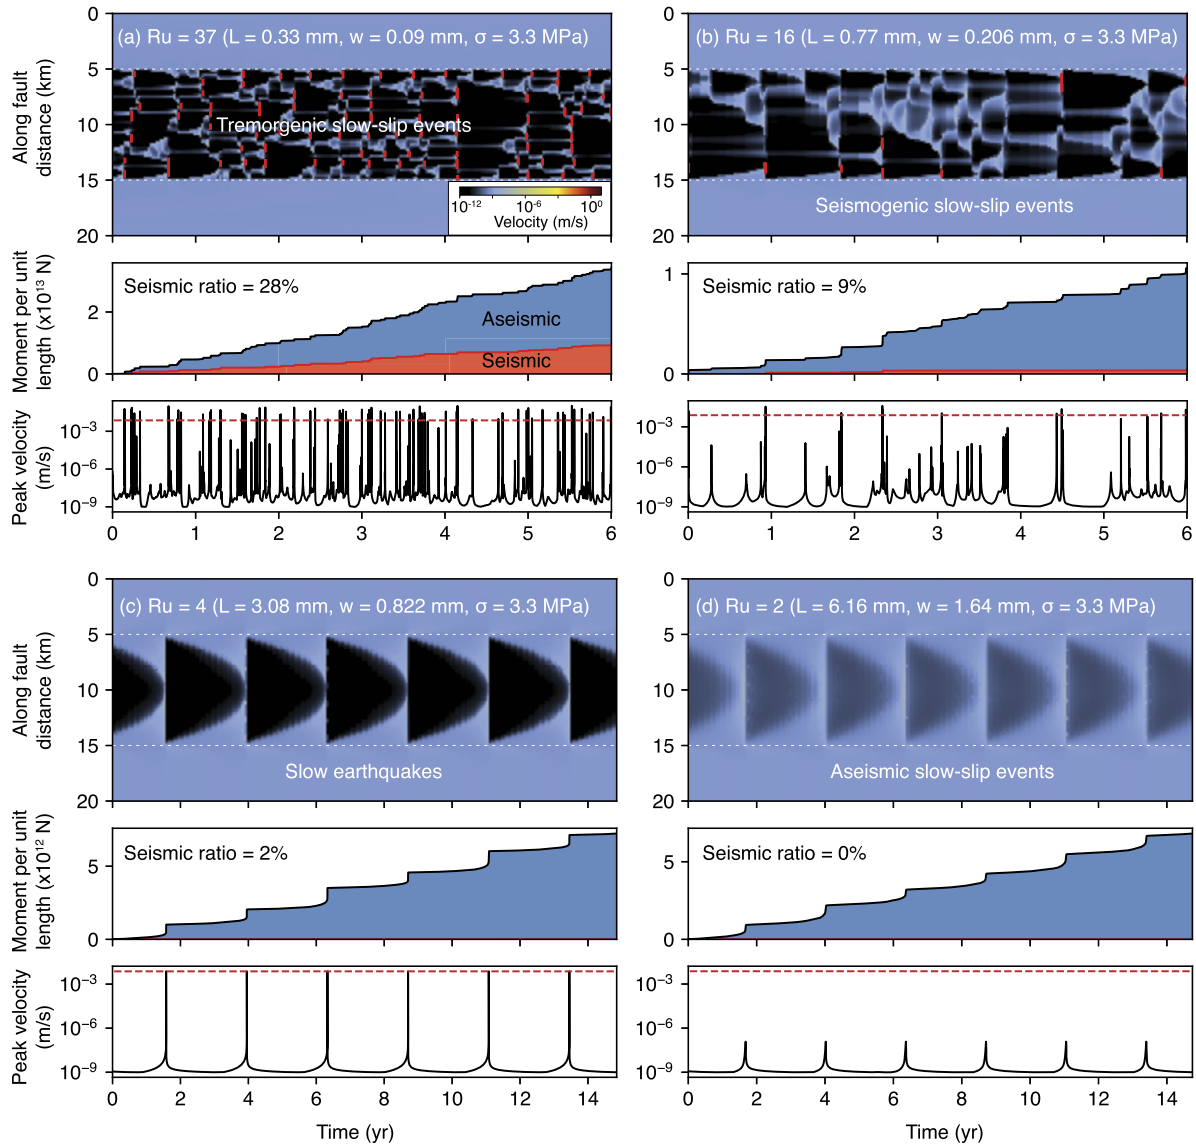 0
5
10
15
20
Along fault
distance (km)
(a) Ru = 37 (L = 0.33 mm, w = 0.09 mm, σ = 3.3 MPa)
Tremorgenic slow-slip events
10⁻¹² 10⁻⁶ 10⁰
Velocity (m/s)
0
5
10
15
20
(b) Ru = 16 (L = 0.77 mm, w = 0.206 mm, σ = 3.3 MPa)
Seismogenic slow-slip events
Moment per unit
length (x10¹³ N)
2
0
Seismic ratio = 28%
Aseismic
Seismic
1
0
Seismic ratio = 9%
Peak velocity
(m/s)
10⁻³
10⁻⁶
10⁻⁹
0 1 2 3 4 5 6
10⁻³
10⁻⁶
10⁻⁹
0 1 2 3 4 5 6
0
5
10
15
20
Along fault
distance (km)
(c) Ru = 4 (L = 3.08 mm, w = 0.822 mm, σ = 3.3 MPa)
Slow earthquakes
0
5
10
15
20
(d) Ru = 2 (L = 6.16 mm, w = 1.64 mm, σ = 3.3 MPa)
Aseismic slow-slip events
Moment per unit
length (x10¹² N)
5
0
Seismic ratio = 2%
5
0
Seismic ratio = 0%
Peak velocity
(m/s)
10⁻³
10⁻⁶
10⁻⁹
0 2 4 6 8 10 12 14
Time (yr)
10⁻³
10⁻⁶
10⁻⁹
0 2 4 6 8 10 12 14
Time (yr)